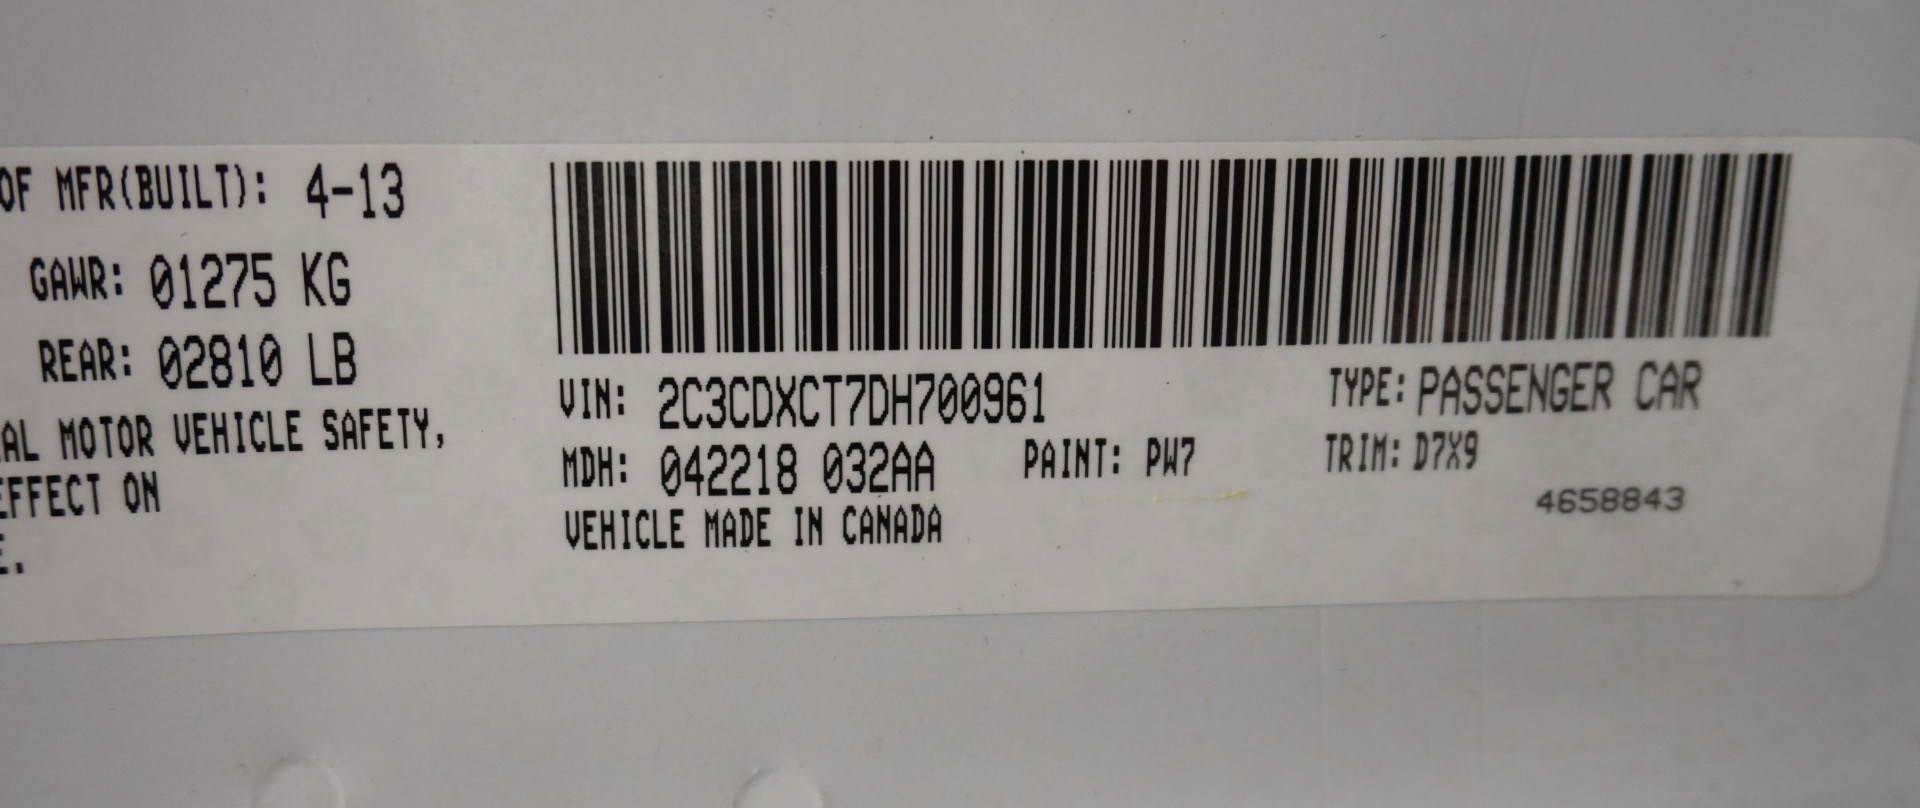 OF MFR(BUILT): 4-13
GAWR: 01275 KG
REAR: 02810 LB
AL MOTOR VEHICLE SAFETY,
EFFECT ON
E.
VIN: 2C3CDXCT7DH700961 TYPE: PASSENGER CAR
MDH: 042218 032AA PAINT: PW7 TRIM: D7X9
VEHICLE MADE IN CANADA 4658843